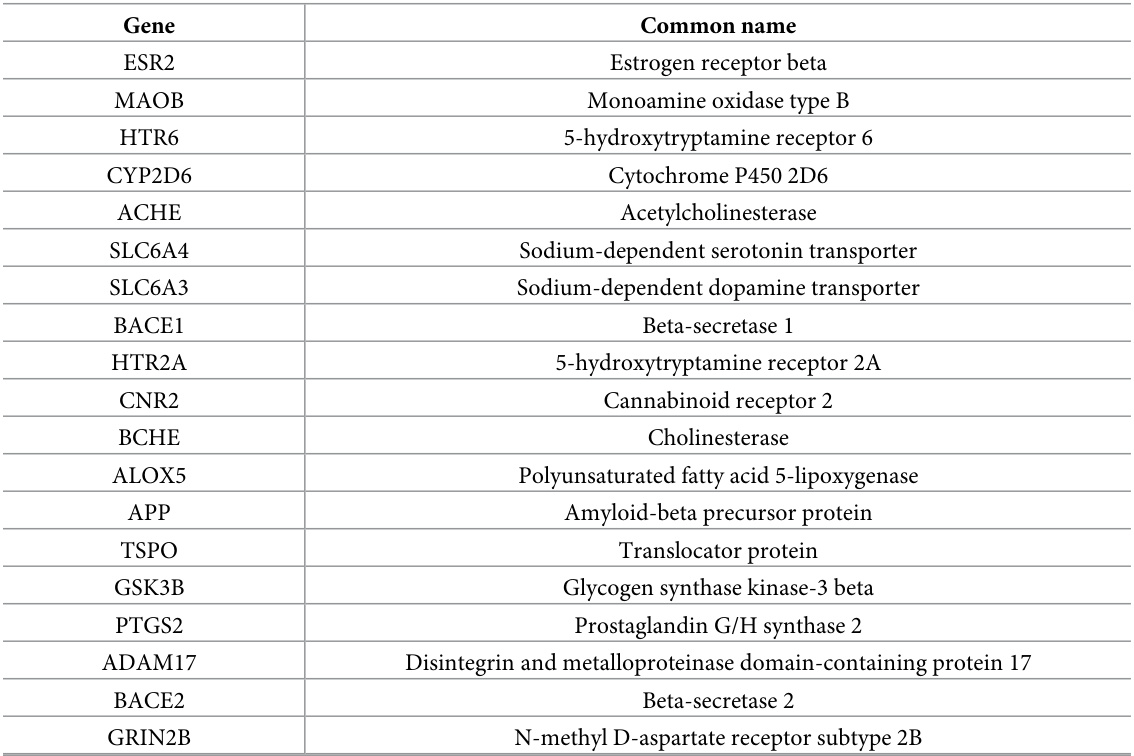 Gene Common name
ESR2 Estrogen receptor beta
MAOB Monoamine oxidase type B
HTR6 5-hydroxytryptamine receptor 6
CYP2D6 Cytochrome P450 2D6
ACHE Acetylcholinesterase
SLC6A4 Sodium-dependent serotonin transporter
SLC6A3 Sodium-dependent dopamine transporter
BACE1 Beta-secretase 1
HTR2A 5-hydroxytryptamine receptor 2A
CNR2 Cannabinoid receptor 2
BCHE Cholinesterase
ALOX5 Polyunsaturated fatty acid 5-lipoxygenase
APP Amyloid-beta precursor protein
TSPO Translocator protein
GSK3B Glycogen synthase kinase-3 beta
PTGS2 Prostaglandin G/H synthase 2
ADAM17 Disintegrin and metalloproteinase domain-containing protein 17
BACE2 Beta-secretase 2
GRIN2B N-methyl D-aspartate receptor subtype 2B